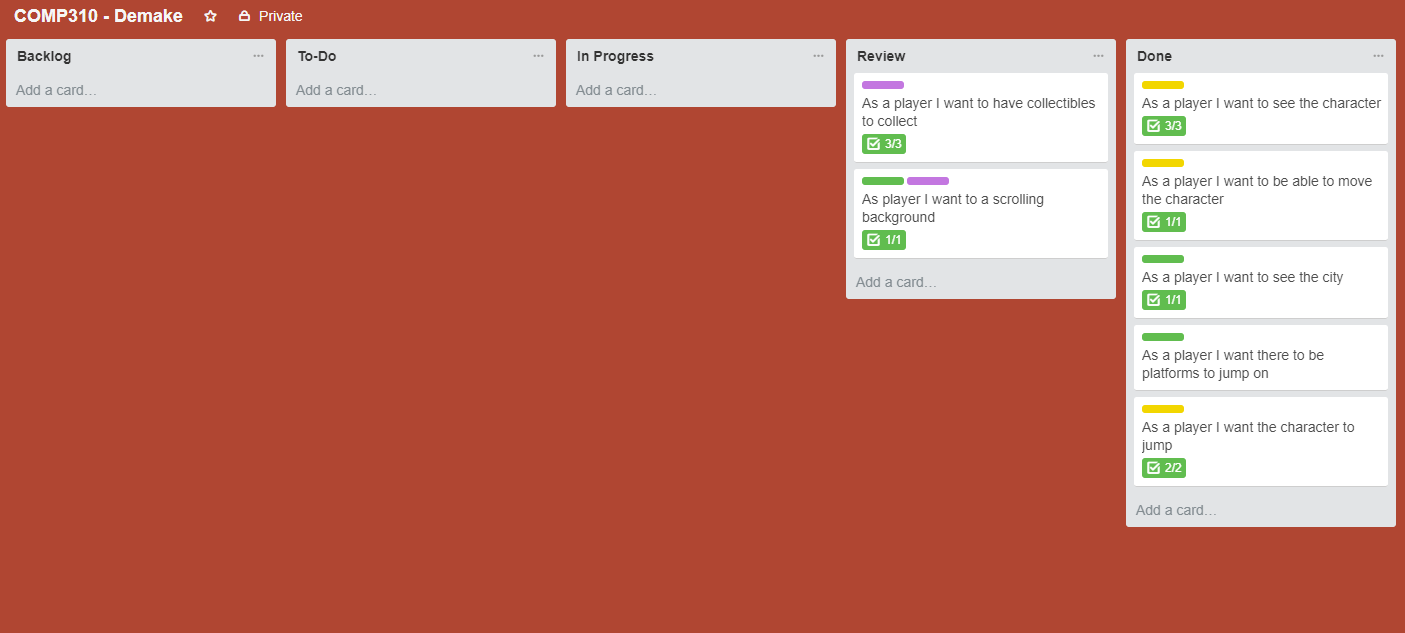 COMP310 - Demake Private
Backlog
Add a card…
To-Do
Add a card…
In Progress
Add a card…
Review
As a player I want to have collectibles
to collect
3/3
As player I want to a scrolling
background
1/1
Add a card…
Done
As a player I want to see the character
3/3
As a player I want to be able to move
the character
1/1
As a player I want to see the city
1/1
As a player I want there to be
platforms to jump on
As a player I want the character to
jump
2/2
Add a card…